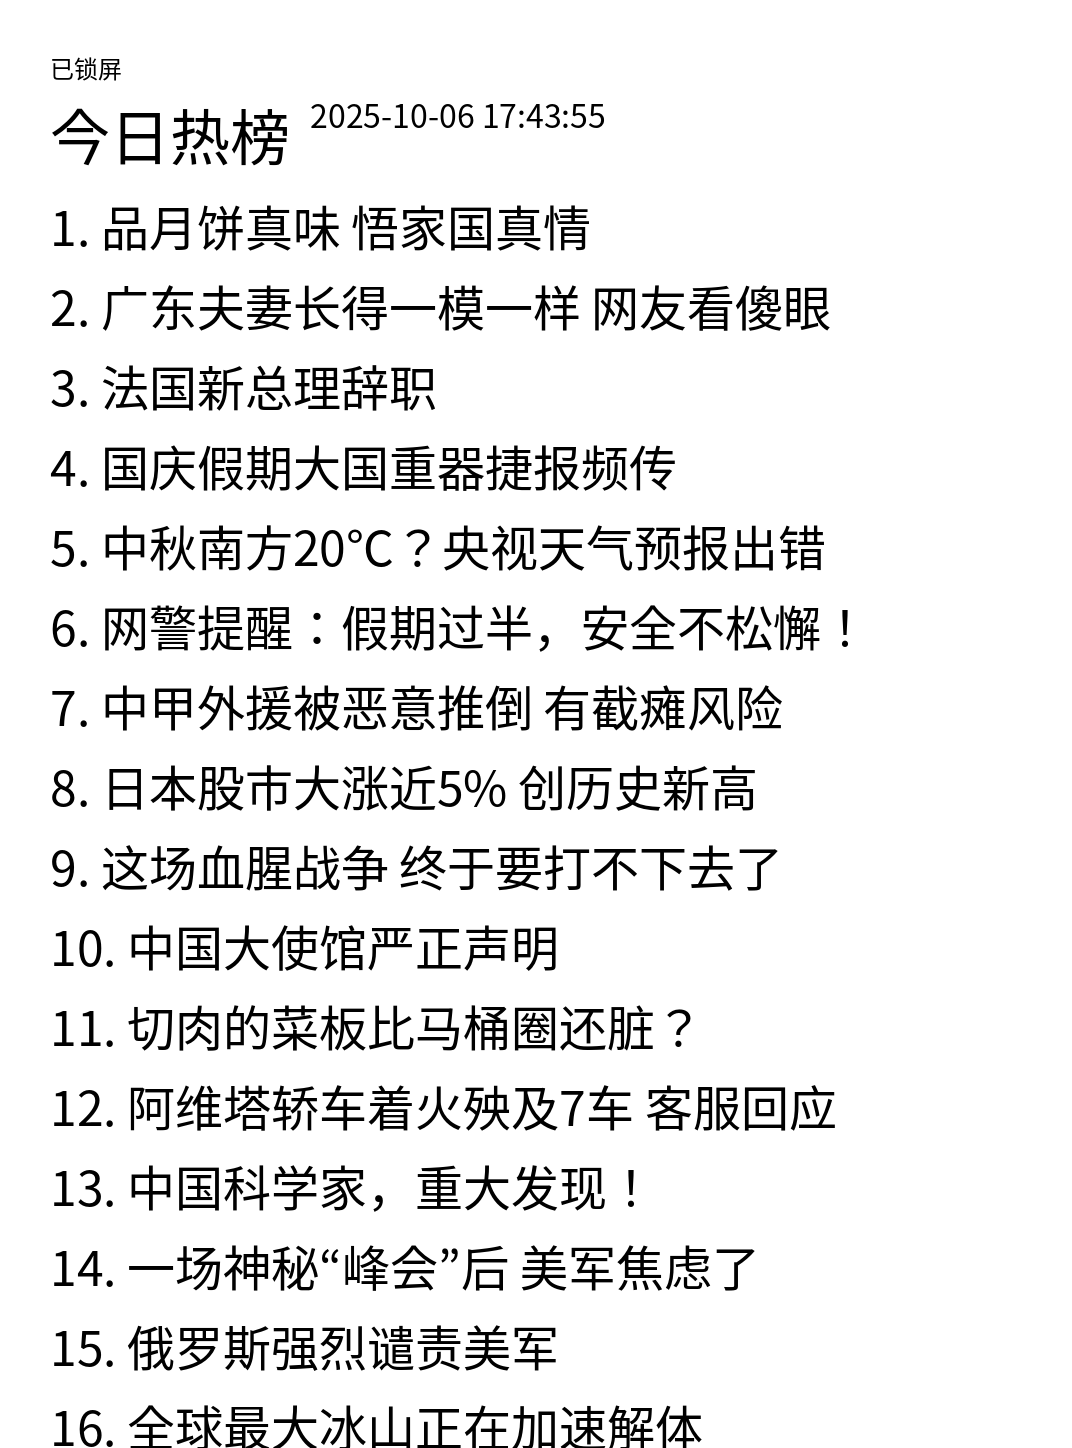 已锁屏
今日热榜 2025-10-06 17:43:55
1. 品月饼真味 悟家国真情
2. 广东夫妻长得一模一样 网友看傻眼
3. 法国新总理辞职
4. 国庆假期大国重器捷报频传
5. 中秋南方20℃？央视天气预报出错
6. 网警提醒：假期过半，安全不松懈！
7. 中甲外援被恶意推倒 有截瘫风险
8. 日本股市大涨近5% 创历史新高
9. 这场血腥战争 终于要打不下去了
10. 中国大使馆严正声明
11. 切肉的菜板比马桶圈还脏？
12. 阿维塔轿车着火殃及7车 客服回应
13. 中国科学家，重大发现！
14. 一场神秘“峰会”后 美军焦虑了
15. 俄罗斯强烈谴责美军
16. 全球最大冰山正在加速解体